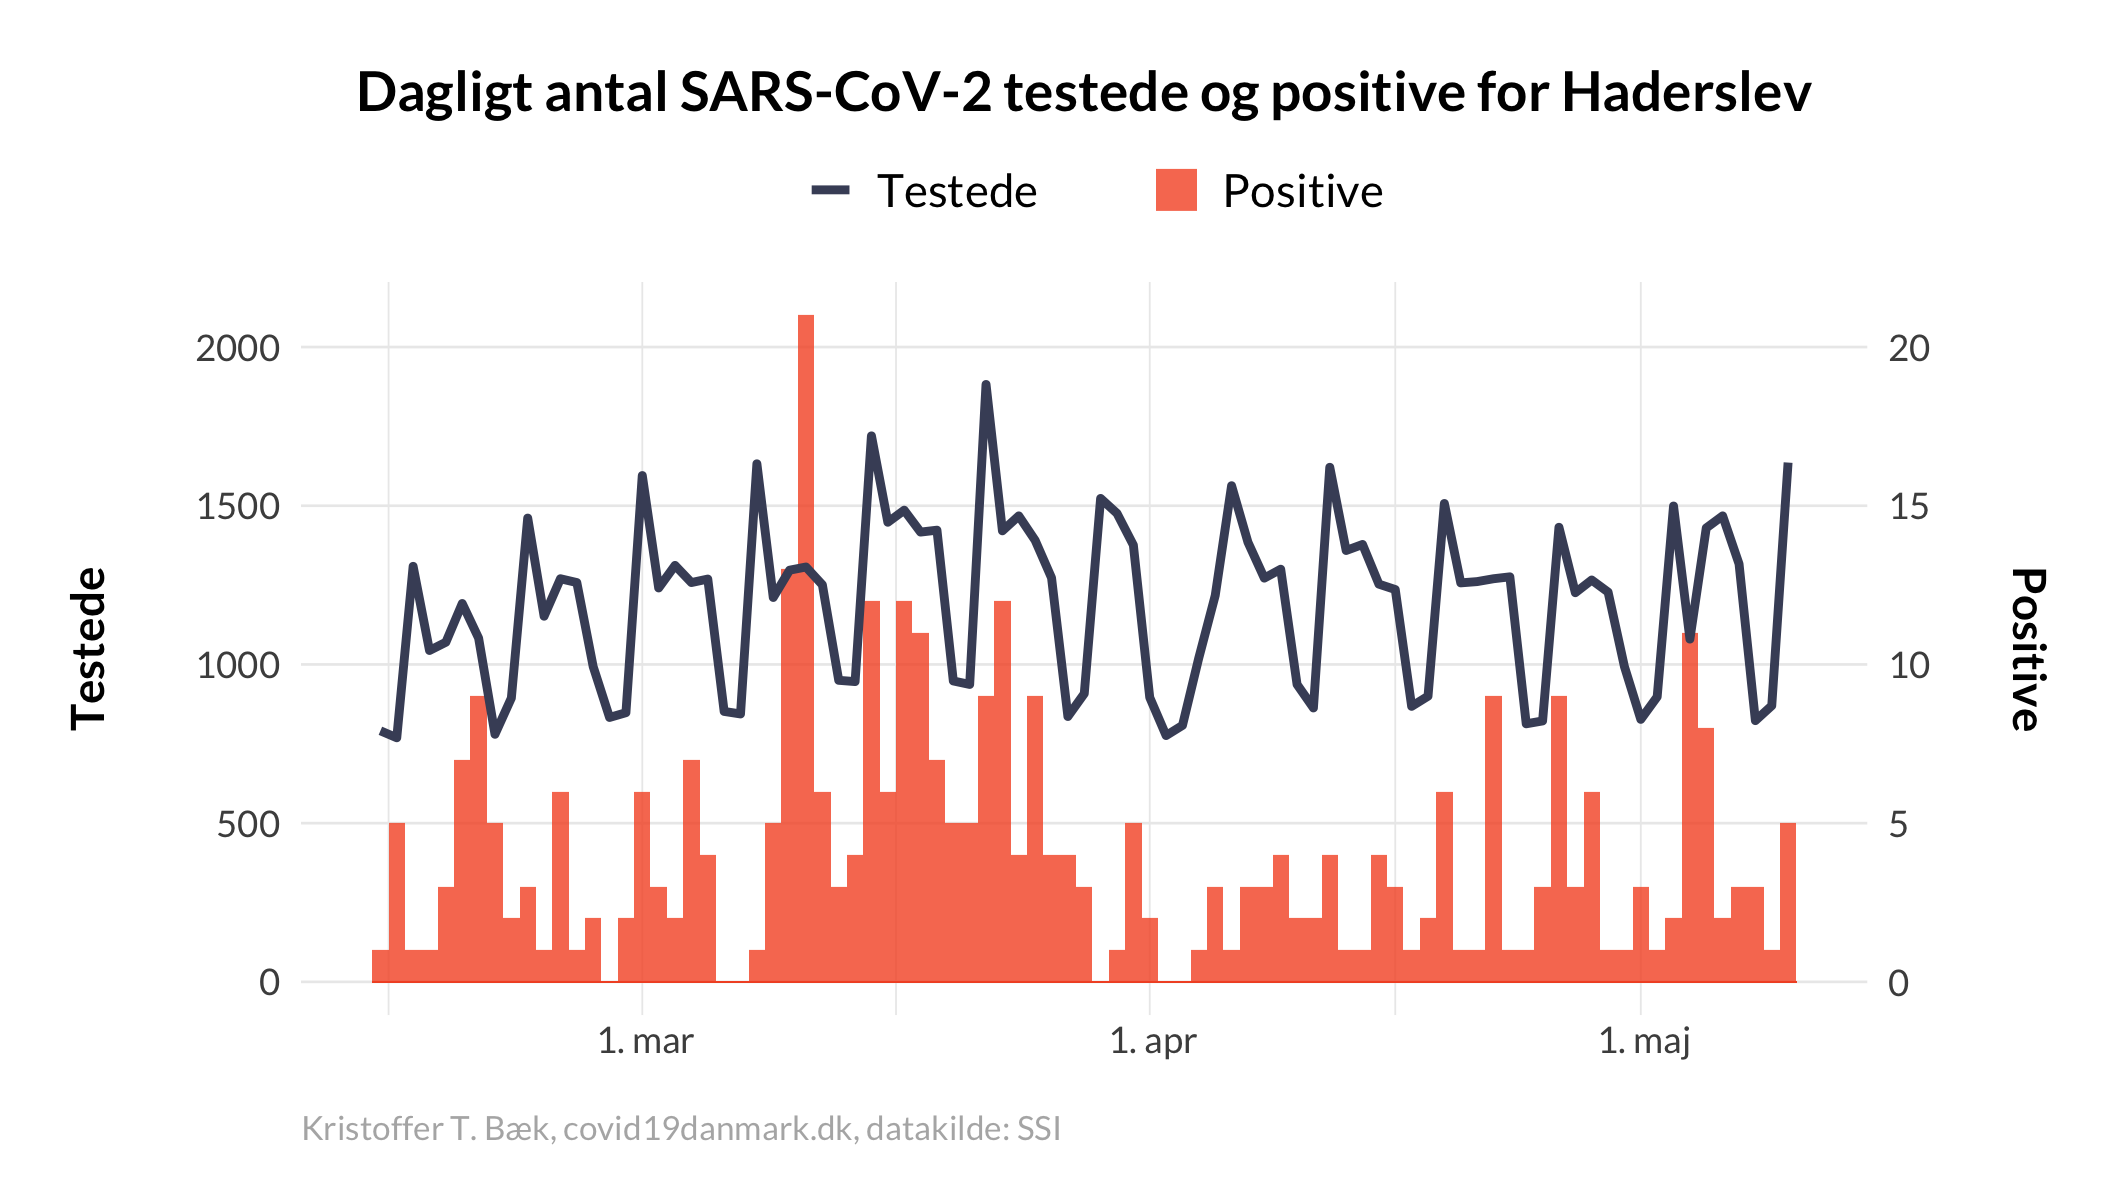 Dagligt antal SARS-CoV-2 testede og positive for Haderslev
Testede
Positive
2000
1500
1000
500
0
20
15
10
5
0
Testede
Positive
1. mar
1. apr
1. maj
Kristoffer T. Bæk, covid19danmark.dk, datakilde: SSI